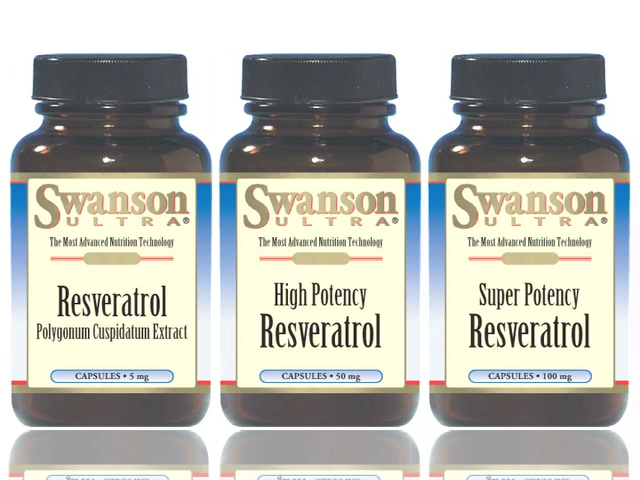 Swanson
ULTRA®
The Most Advanced Nutrition Technology
Resveratrol
Polygonum Cuspidatum Extract
CAPSULES • 5 mg
Swanson
ULTRA®
The Most Advanced Nutrition Technology
High Potency
Resveratrol
CAPSULES • 50 mg
Swanson
ULTRA®
The Most Advanced Nutrition Technology
Super Potency
Resveratrol
CAPSULES • 100 mg